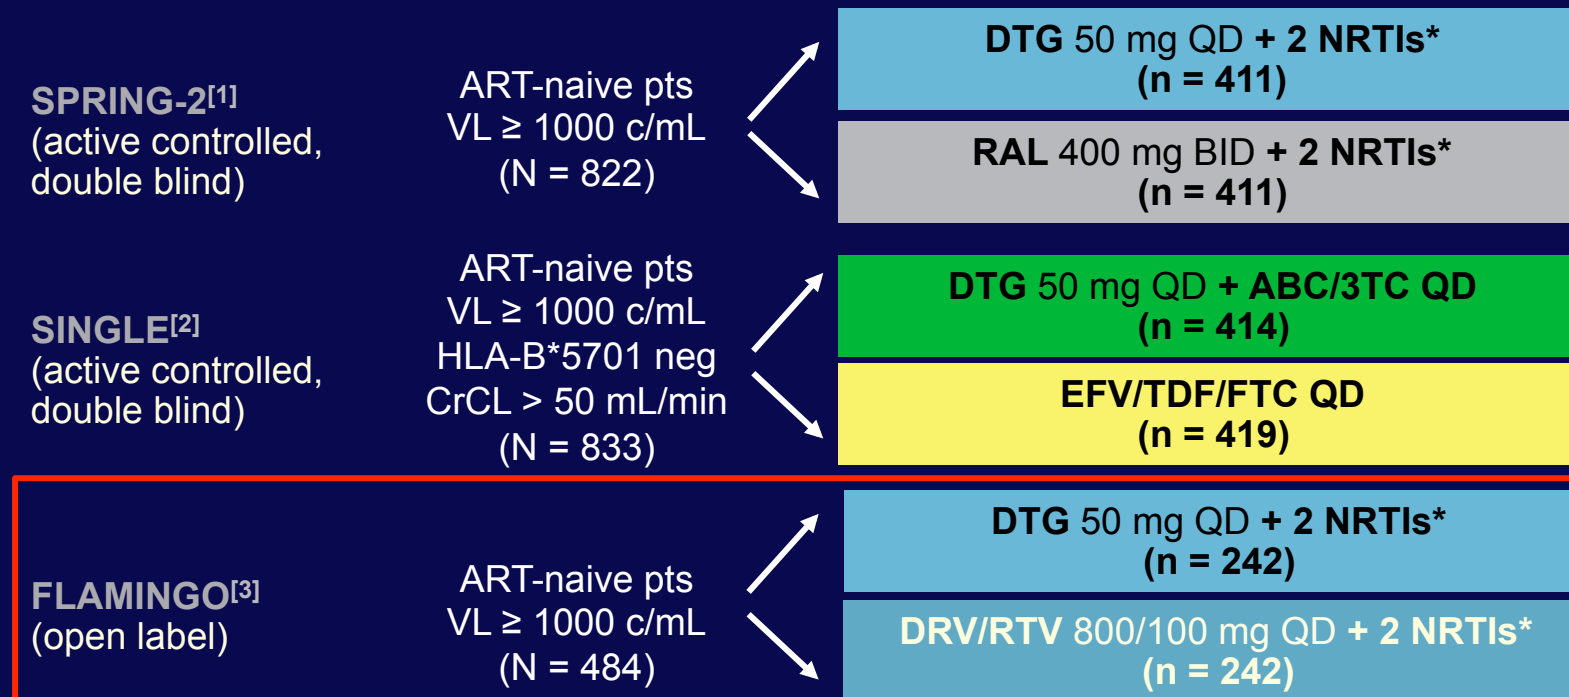 SPRING-2[1]
(active controlled,
double blind)
ART-naive pts
VL ≥ 1000 c/mL
(N = 822)
DTG 50 mg QD + 2 NRTIs*
(n = 411)
RAL 400 mg BID + 2 NRTIs*
(n = 411)
SINGLE[2]
(active controlled,
double blind)
ART-naive pts
VL ≥ 1000 c/mL
HLA-B*5701 neg
CrCL > 50 mL/min
(N = 833)
DTG 50 mg QD + ABC/3TC QD
(n = 414)
EFV/TDF/FTC QD
(n = 419)
FLAMINGO[3]
(open label)
ART-naive pts
VL ≥ 1000 c/mL
(N = 484)
DTG 50 mg QD + 2 NRTIs*
(n = 242)
DRV/RTV 800/100 mg QD + 2 NRTIs*
(n = 242)